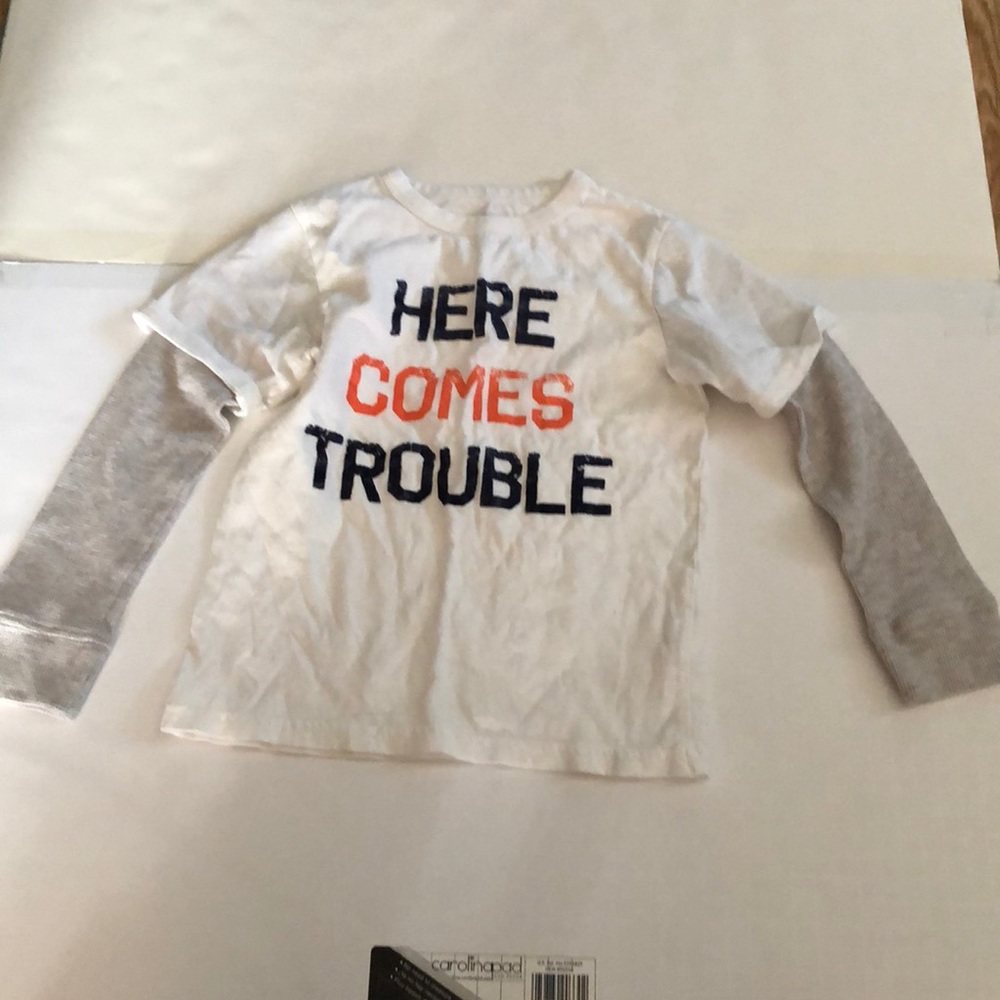 HERE
COMES
TROUBLE
carolinapad